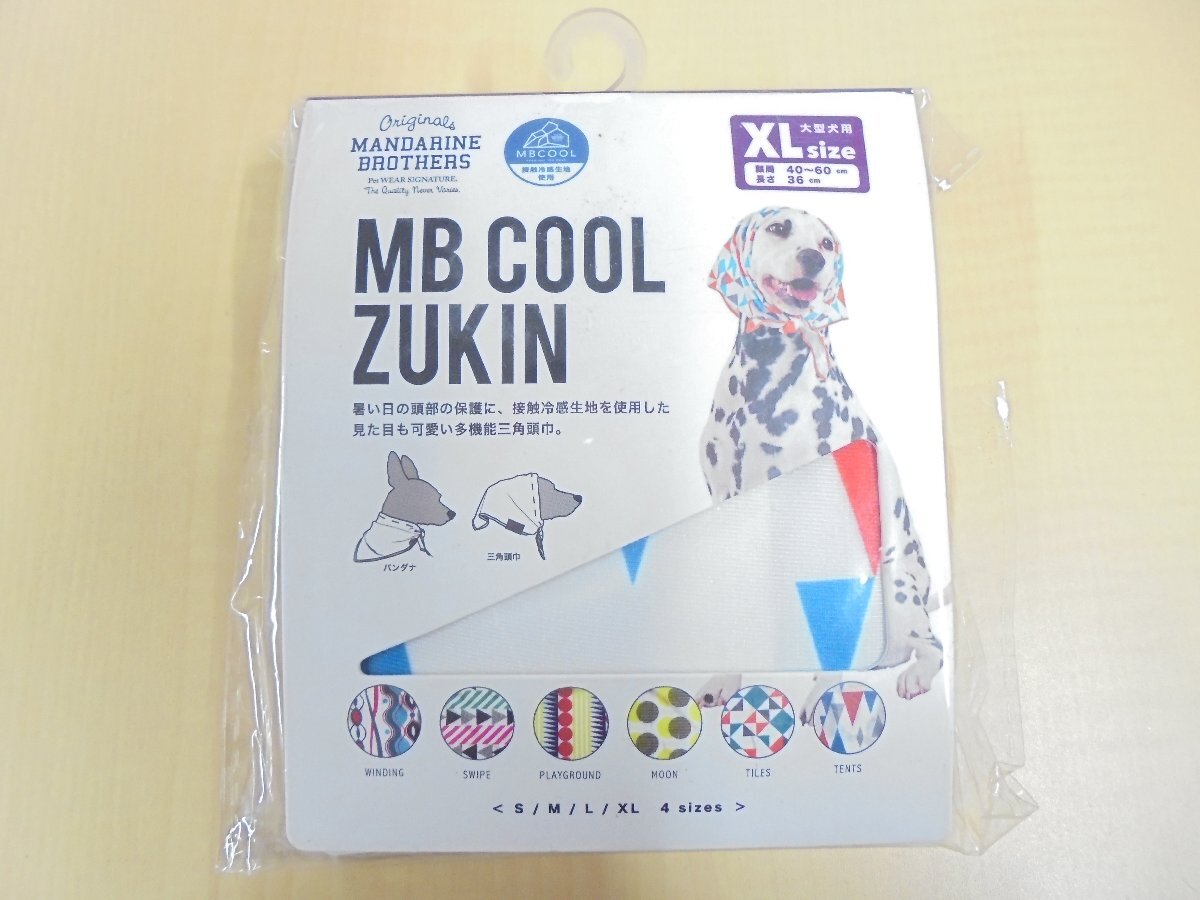 Originals
MANDARINE
BROTHERS
Pet WEAR SIGNATURE.
The Quality Never Varies.
MBCOOL
接触冷感生地
使用
XL size
大型犬用
顔周 40〜60 cm
長さ 36 cm
MB COOL
ZUKIN
暑い日の頭部の保護に、接触冷感生地を使用した
見た目も可愛い多機能三角頭巾。
バンダナ
三角頭巾
WINDING
SWIPE
PLAYGROUND
MOON
TILES
TENTS
< S / M / L / XL 4 sizes >